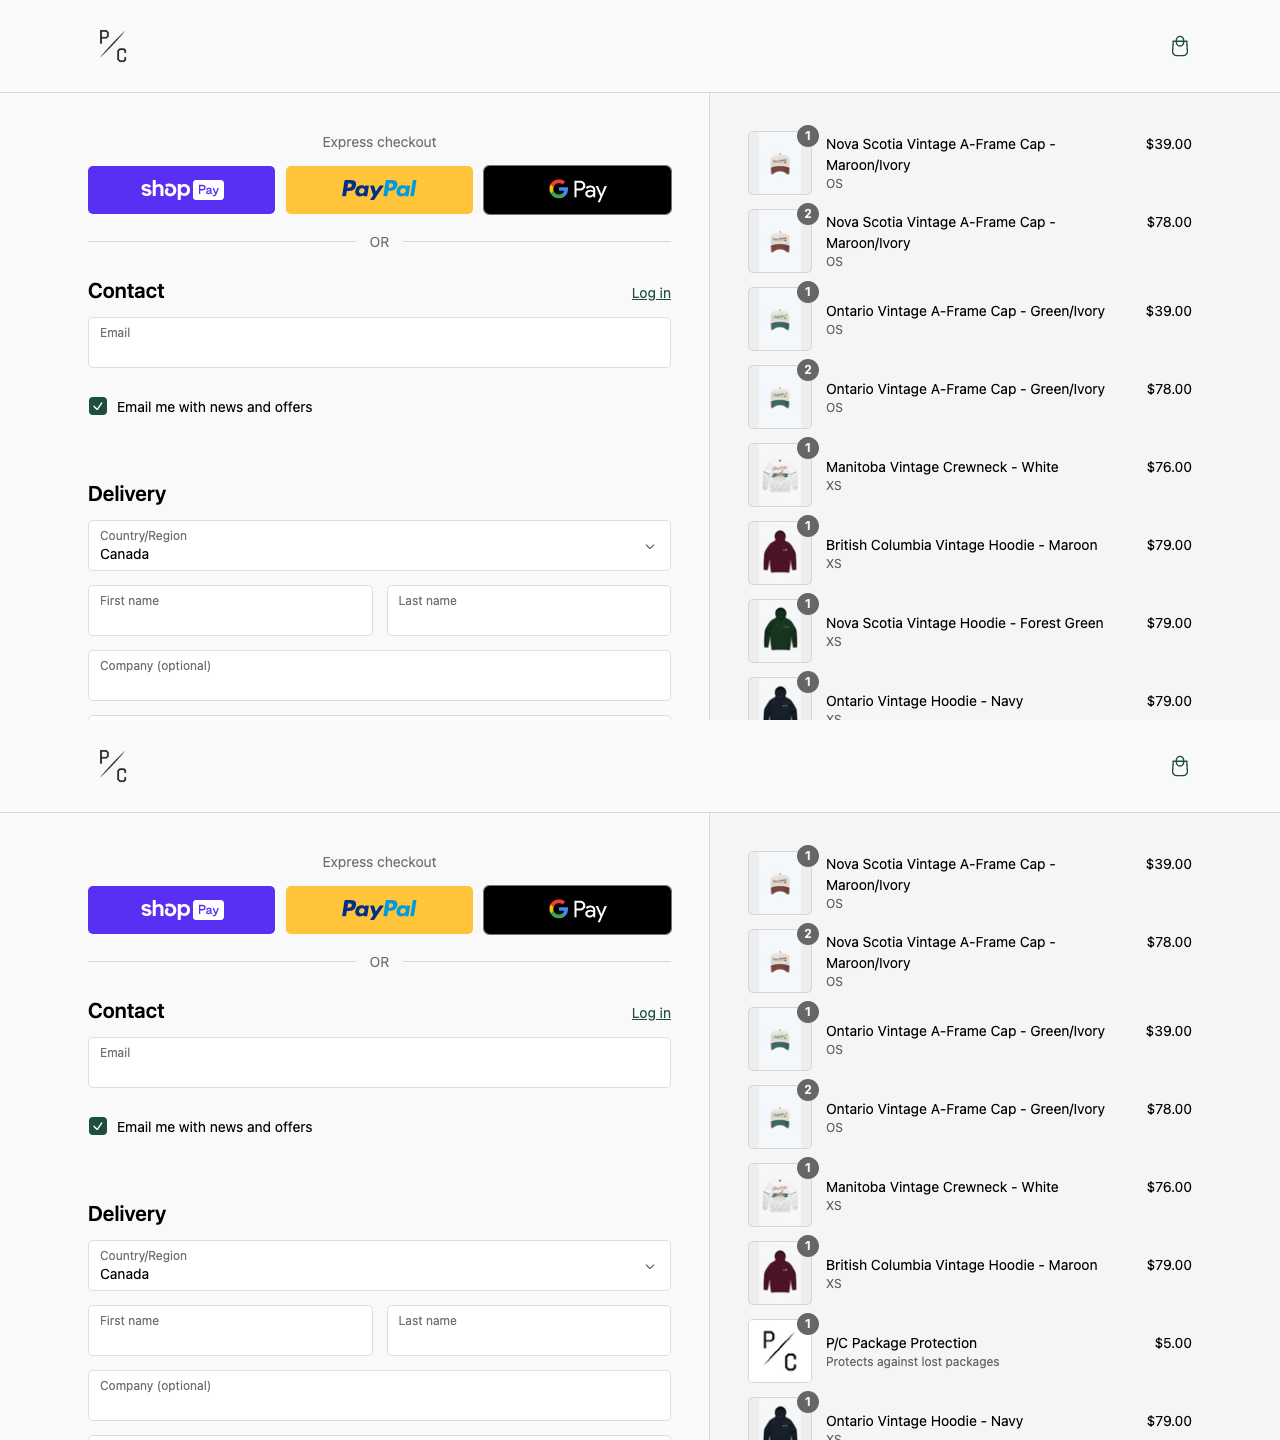 P/C
Express checkout
shop Pay
PayPal
G Pay
OR
Contact
Log in
Email
Email me with news and offers
Delivery
Country/Region
Canada
First name
Last name
Company (optional)
1
Nova Scotia Vintage A-Frame Cap -
Maroon/Ivory
OS
$39.00
2
Nova Scotia Vintage A-Frame Cap -
Maroon/Ivory
OS
$78.00
1
Ontario Vintage A-Frame Cap - Green/Ivory
OS
$39.00
2
Ontario Vintage A-Frame Cap - Green/Ivory
OS
$78.00
1
Manitoba Vintage Crewneck - White
XS
$76.00
1
British Columbia Vintage Hoodie - Maroon
XS
$79.00
1
Nova Scotia Vintage Hoodie - Forest Green
XS
$79.00
1
Ontario Vintage Hoodie - Navy
XS
$79.00
P/C
Express checkout
shop Pay
PayPal
G Pay
OR
Contact
Log in
Email
Email me with news and offers
Delivery
Country/Region
Canada
First name
Last name
Company (optional)
1
Nova Scotia Vintage A-Frame Cap -
Maroon/Ivory
OS
$39.00
2
Nova Scotia Vintage A-Frame Cap -
Maroon/Ivory
OS
$78.00
1
Ontario Vintage A-Frame Cap - Green/Ivory
OS
$39.00
2
Ontario Vintage A-Frame Cap - Green/Ivory
OS
$78.00
1
Manitoba Vintage Crewneck - White
XS
$76.00
1
British Columbia Vintage Hoodie - Maroon
XS
$79.00
P/C
1
P/C Package Protection
Protects against lost packages
$5.00
1
Ontario Vintage Hoodie - Navy
XS
$79.00